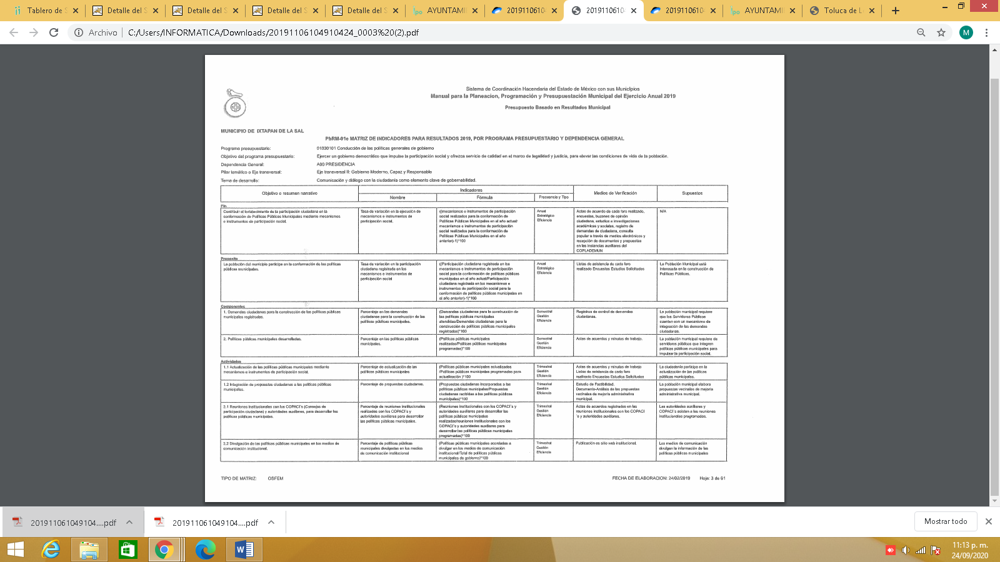 Tablero de S
Detalle del S
Detalle del S
Detalle del S
Detalle del S
AYUNTAMI
2019110610
2019110610
2019110610
AYUNTAMI
Toluca de L
Archivo
C:/Users/INFORMATICA/Downloads/20191106104910424_0003%20(2).pdf
M
Sistema de Coordinación Hacendaria del Estado de México con sus Municipios
Manual para la Planeacion, Programación y Presupuestación Municipal del Ejercicio Anual 2019
Presupuesto Basado en Resultados Municipal
MUNICIPIO DE IXTAPAN DE LA SAL
PbRM-01e MATRIZ DE INDICADORES PARA RESULTADOS 2019, POR PROGRAMA PRESUPUESTARIO Y DEPENDENCIA GENERAL
Programa presupuestario: 01030101 Conducción de las políticas generales de gobierno
Objetivo del programa presupuestario: Ejercer un gobierno democrático que impulse la participación social y ofrezca servicio de calidad en el marco de legalidad y justicia, para elevar las condiciones de vida de la población.
Dependencia General: A00 PRESIDENCIA
Pilar temático o Eje transversal: Eje transversal II: Gobierno Moderno, Capaz y Responsable
Tema de desarrollo: Comunicación y diálogo con la ciudadanía como elemento clave de gobernabilidad.
Objetivo o resumen narrativo
Indicadores
Nombre
Fórmula
Frecuencia y Tipo
Medios de Verificación
Supuestos
Fin
Contribuir al fortalecimiento de la participación ciudadana en la
conformación de Políticas Públicas Municipales mediante mecanismos
e instrumentos de participación social.
Tasa de variación en la ejecución de
mecanismos e instrumentos de
participación social.
((mecanismos e instrumentos de participación
social realizados para la conformación de
Políticas Públicas Municipales en el año actual/
mecanismos e instrumentos de participación
social realizados para la conformación de
Políticas Públicas Municipales en el año
anterior)-1)*100
Anual
Estratégico
Eficiencia
Actas de acuerdo de cada foro realizado,
encuestas, buzones de opinión
ciudadana, estudios e investigaciones
académicas y sociales, registro de
demandas de ciudadana, consulta
popular a través de medios electrónicos y
recepción de documentos y propuestas
en las instancias auxiliares del
COPLADEMUN
N/A
Proposito
La población del municipio participa en la conformación de las políticas
públicas municipales.
Tasa de variación en la participación
ciudadana registrada en los
mecanismos e instrumentos de
participación social
((Participación ciudadana registrada en los
mecanismos e instrumentos de participación
social para la conformación de políticas públicas
municipales en el año actual/Participación
ciudadana registrada en los mecanismos e
instrumentos de participación social para la
conformación de políticas públicas municipales en
el año anterior)-1)*100
Anual
Estratégico
Eficiencia
Listas de asistencia de cada foro
realizado Encuestas Estudios Solicitudes
La Población Municipal está
interesada en la construcción de
Políticas Públicas.
Componentes
1. Demandas ciudadanas para la construcción de las políticas públicas
municipales registradas.
Porcentaje en las demandas
ciudadanas para la construcción de las
políticas públicas municipales.
(Demandas ciudadanas para la construcción de
las políticas públicas municipales
atendidas/Demandas ciudadanas para la
construcción de políticas públicas municipales
registradas)*100
Semestral
Gestión
Eficiencia
Registros de control de demandas
ciudadanas.
La población municipal requiere
que los Servidores Públicos
cuenten con un mecanismo de
integración de las demandas
ciudadanas.
2. Políticas públicas municipales desarrolladas.
Porcentaje en las políticas públicas
municipales.
(Políticas públicas municipales
realizadas/Políticas públicas municipales
programadas)*100
Semestral
Gestión
Eficiencia
Actas de acuerdos y minutas de trabajo.
La población municipal requiere de
servidores públicos que integren
políticas públicas municipales para
impulsar la participación social.
Actividades
1.1 Actualización de las políticas públicas municipales mediante
mecanismos e instrumentos de participación social.
Porcentaje de actualización de las
políticas públicas municipales
(Políticas públicas municipales actualizadas
/Políticas públicas municipales programadas para
actualización )*100
Trimestral
Gestión
Eficiencia
Actas de acuerdos y minutas de trabajo
Listas de asistencia de cada foro
realizado Encuestas Estudios Solicitudes
La ciudadanía participa en la
actualización de las políticas
públicas municipales.
1.2 Integración de propuestas ciudadanas a las políticas públicas
municipales.
Porcentaje de propuestas ciudadanas.
(Propuestas ciudadanas incorporadas a las
políticas públicas municipales/Propuestas
ciudadanas recibidas a las políticas públicas
municipales)*100
Trimestral
Gestión
Eficiencia
Estudio de Factibilidad.
Documento-Análisis de las propuestas
vecinales de mejoría administrativa
municipal.
La población municipal elabora
propuestas vecinales de mejoría
administrativa municipal.
2.1 Reuniones institucionales con los COPACI´s (Consejos de
participación ciudadana) y autoridades auxiliares, para desarrollar las
políticas públicas municipales.
Porcentaje de reuniones institucionales
realizadas con los COPACI´s y
autoridades auxiliares para desarrollar
las políticas públicas municipales.
(Reuniones institucionales con los COPACI´s y
autoridades auxiliares para desarrollar las
políticas públicas municipales
realizadas/reuniones institucionales con los
COPACI´s y autoridades auxiliares para
desarrollar las políticas públicas municipales
programadas)*100
Trimestral
Gestión
Eficiencia
Actas de acuerdos registrados en las
reuniones institucionales con los COPACI
´s y autoridades auxiliares.
Las autoridades auxiliares y
COPACI´s asisten a las reuniones
institucionales programadas.
2.2 Divulgación de las políticas públicas municipales en los medios de
comunicación institucional.
Porcentaje de políticas públicas
municipales divulgadas en los medios
de comunicación institucional
(Políticas públicas municipales acordadas a
divulgar en los medios de comunicación
institucional/Total de políticas públicas
municipales de gobierno)*100
Trimestral
Gestión
Eficiencia
Publicación es sitio web institucional.
Los medios de comunicación
divulgan la información de las
políticas públicas municipales
TIPO DE MATRIZ: OSFEM
FECHA DE ELABORACION: 24/02/2019 Hoja: 3 de 61
201911061049104....pdf
201911061049104....pdf
Mostrar todo
11:13 p. m.
24/09/2020